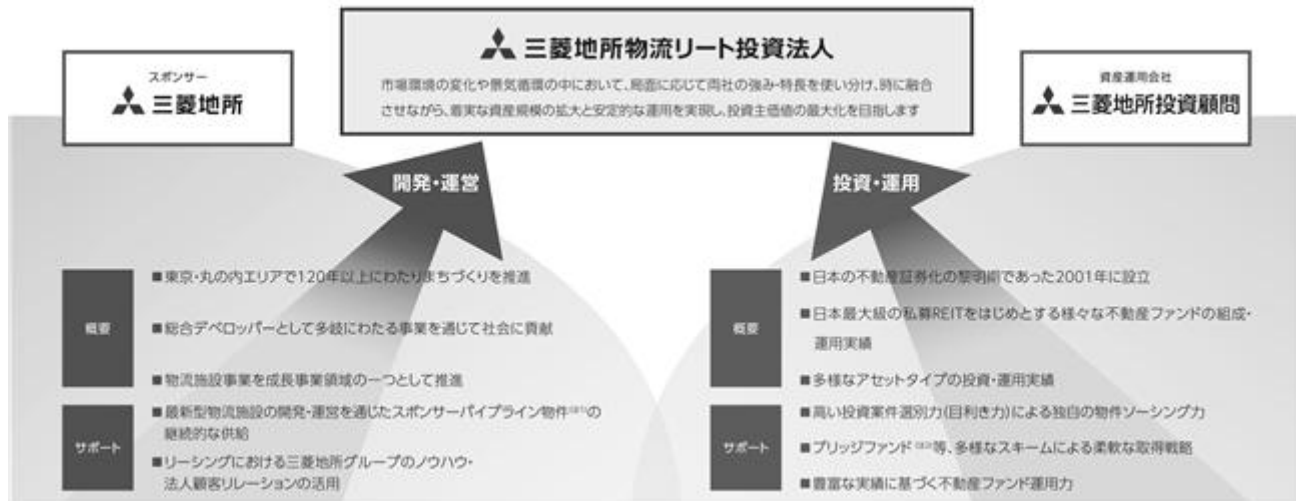 三菱地所物流リート投資法人
市場環境の変化や景気循環の中において、局面に応じて両社の強み・特長を使い分け、時に融合
させながら、着実な資産規模の拡大と安定的な運用を実現し、投資主価値の最大化を目指します
スポンサー
三菱地所
資産運用会社
三菱地所投資顧問
開発・運営
投資・運用
概要
■東京・丸の内エリアで120年以上にわたりまちづくりを推進
■総合デベロッパーとして多岐にわたる事業を通じて社会に貢献
■物流施設事業を成長事業領域の一つとして推進
サポート
■最新型物流施設の開発・運営を通じたスポンサーパイプライン物件(注1)の
継続的な供給
■リーシングにおける三菱地所グループのノウハウ・
法人顧客リレーションの活用
概要
■日本の不動産証券化の黎明期であった2001年に設立
■日本最大級の私募REITをはじめとする様々な不動産ファンドの組成・
運用実績
■多様なアセットタイプの投資・運用実績
サポート
■高い投資案件選別力(目利き力)による独自の物件ソーシング力
■ブリッジファンド(注2)等、多様なスキームによる柔軟な取得戦略
■豊富な実績に基づく不動産ファンド運用力